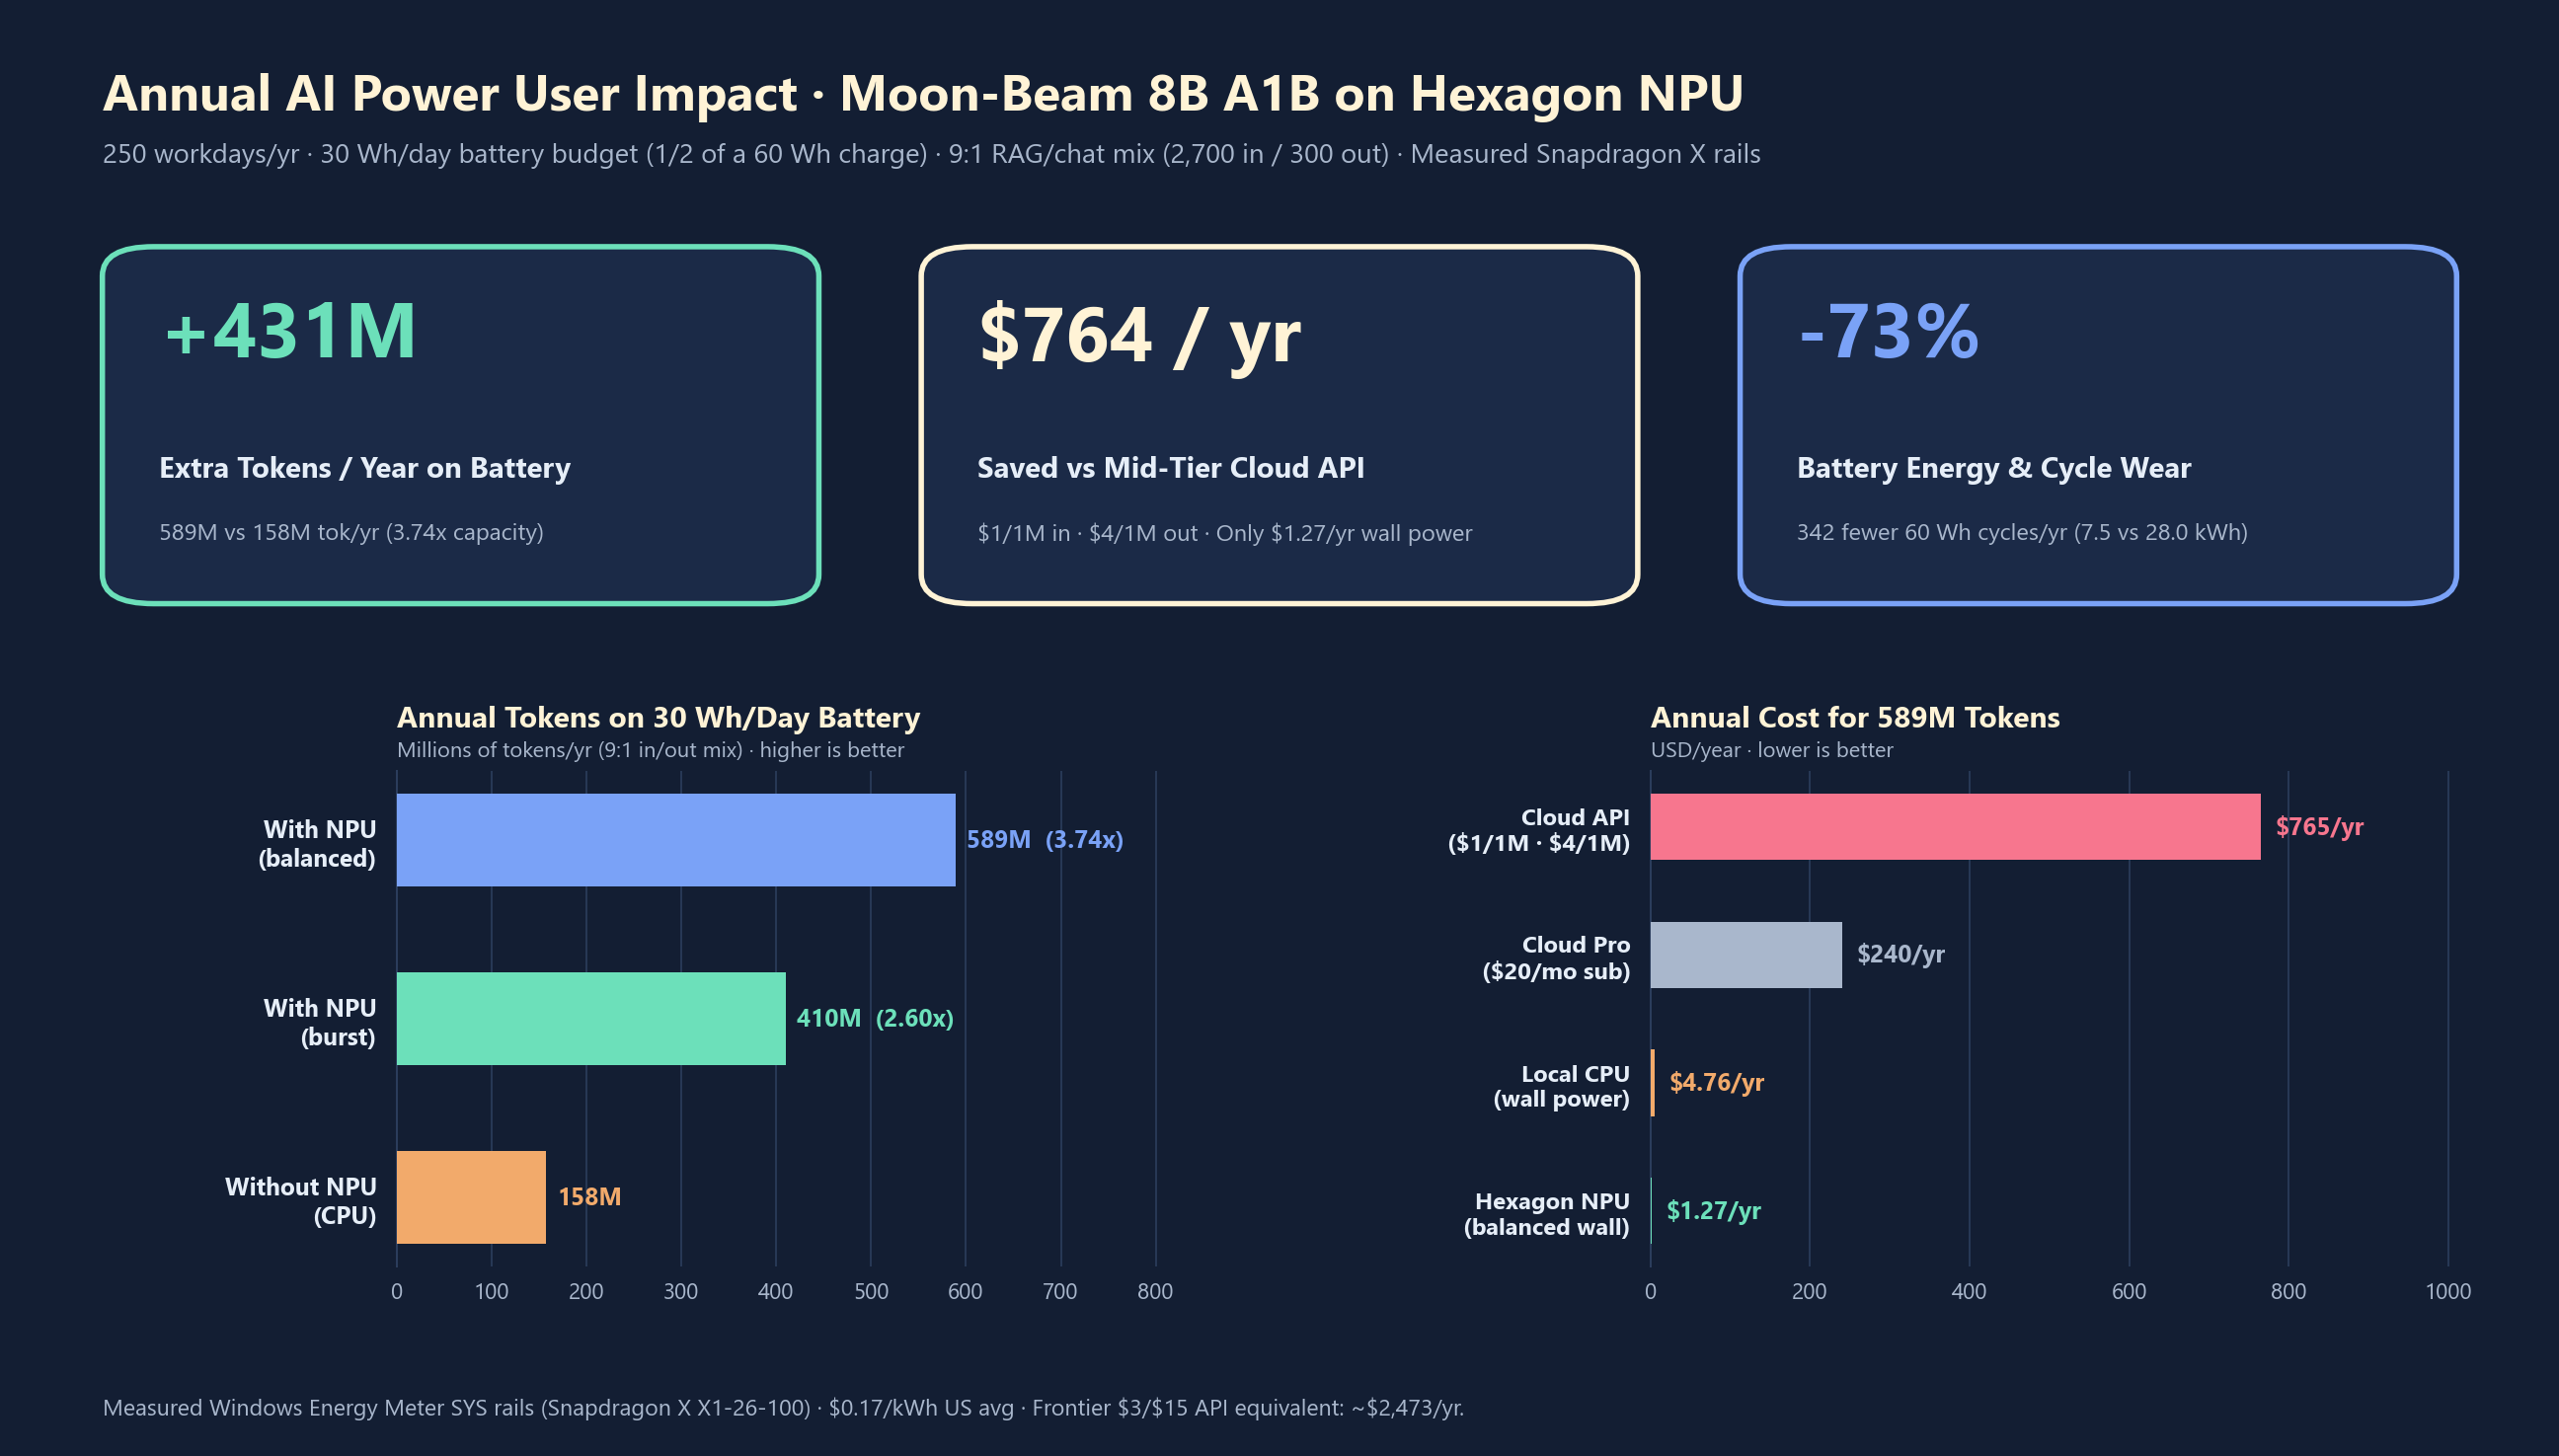 Annual AI Power User Impact · Moon-Beam 8B A1B on Hexagon NPU
250 workdays/yr · 30 Wh/day battery budget (1/2 of a 60 Wh charge) · 9:1 RAG/chat mix (2,700 in / 300 out) · Measured Snapdragon X rails
+431M
Extra Tokens / Year on Battery
589M vs 158M tok/yr (3.74x capacity)
$764 / yr
Saved vs Mid-Tier Cloud API
$1/1M in · $4/1M out · Only $1.27/yr wall power
-73%
Battery Energy & Cycle Wear
342 fewer 60 Wh cycles/yr (7.5 vs 28.0 kWh)
Annual Tokens on 30 Wh/Day Battery
Millions of tokens/yr (9:1 in/out mix) · higher is better
With NPU
(balanced)
589M (3.74x)
With NPU
(burst)
410M (2.60x)
Without NPU
(CPU)
158M
0 100 200 300 400 500 600 700 800
Annual Cost for 589M Tokens
USD/year · lower is better
Cloud API
($1/1M · $4/1M)
$765/yr
Cloud Pro
($20/mo sub)
$240/yr
Local CPU
(wall power)
$4.76/yr
Hexagon NPU
(balanced wall)
$1.27/yr
0 200 400 600 800 1000
Measured Windows Energy Meter SYS rails (Snapdragon X X1-26-100) · $0.17/kWh US avg · Frontier $3/$15 API equivalent: ~$2,473/yr.